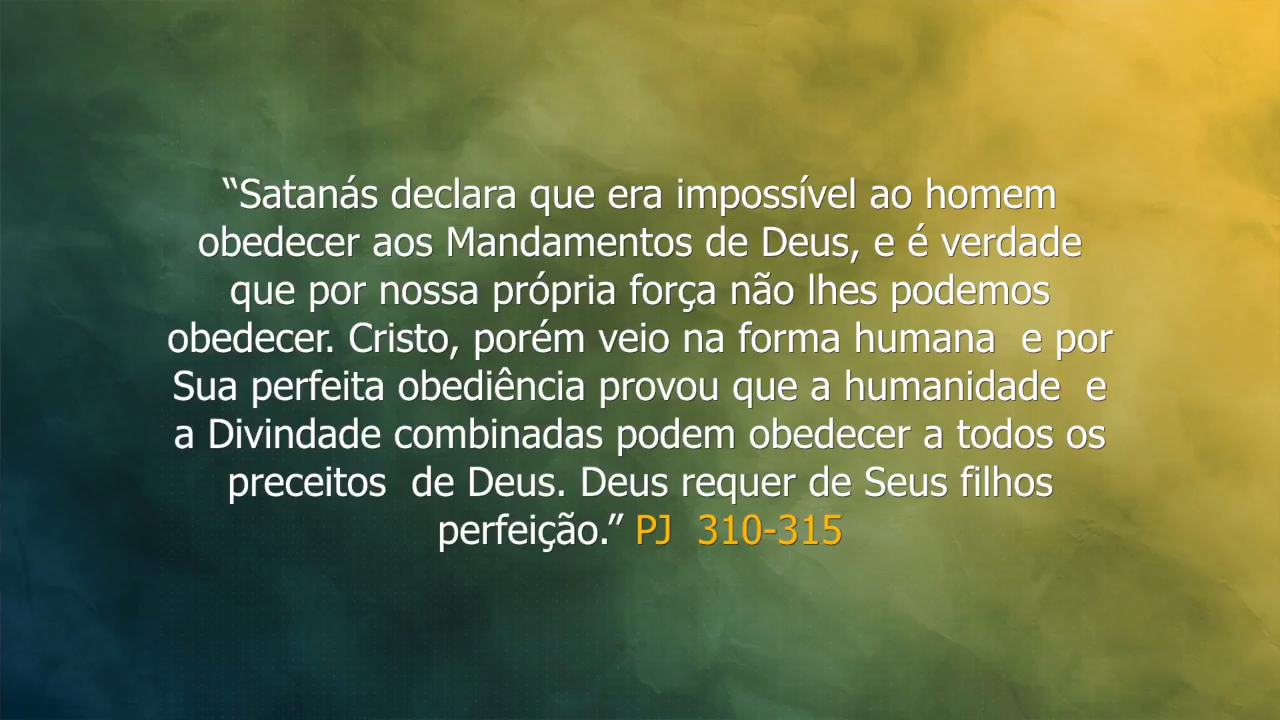 “Satanás declara que era impossível ao homem
obedecer aos Mandamentos de Deus, e é verdade
que por nossa própria força não lhes podemos
obedecer. Cristo, porém veio na forma humana  e por
Sua perfeita obediência provou que a humanidade  e
a Divindade combinadas podem obedecer a todos os
preceitos  de Deus. Deus requer de Seus filhos
perfeição.” PJ  310-315